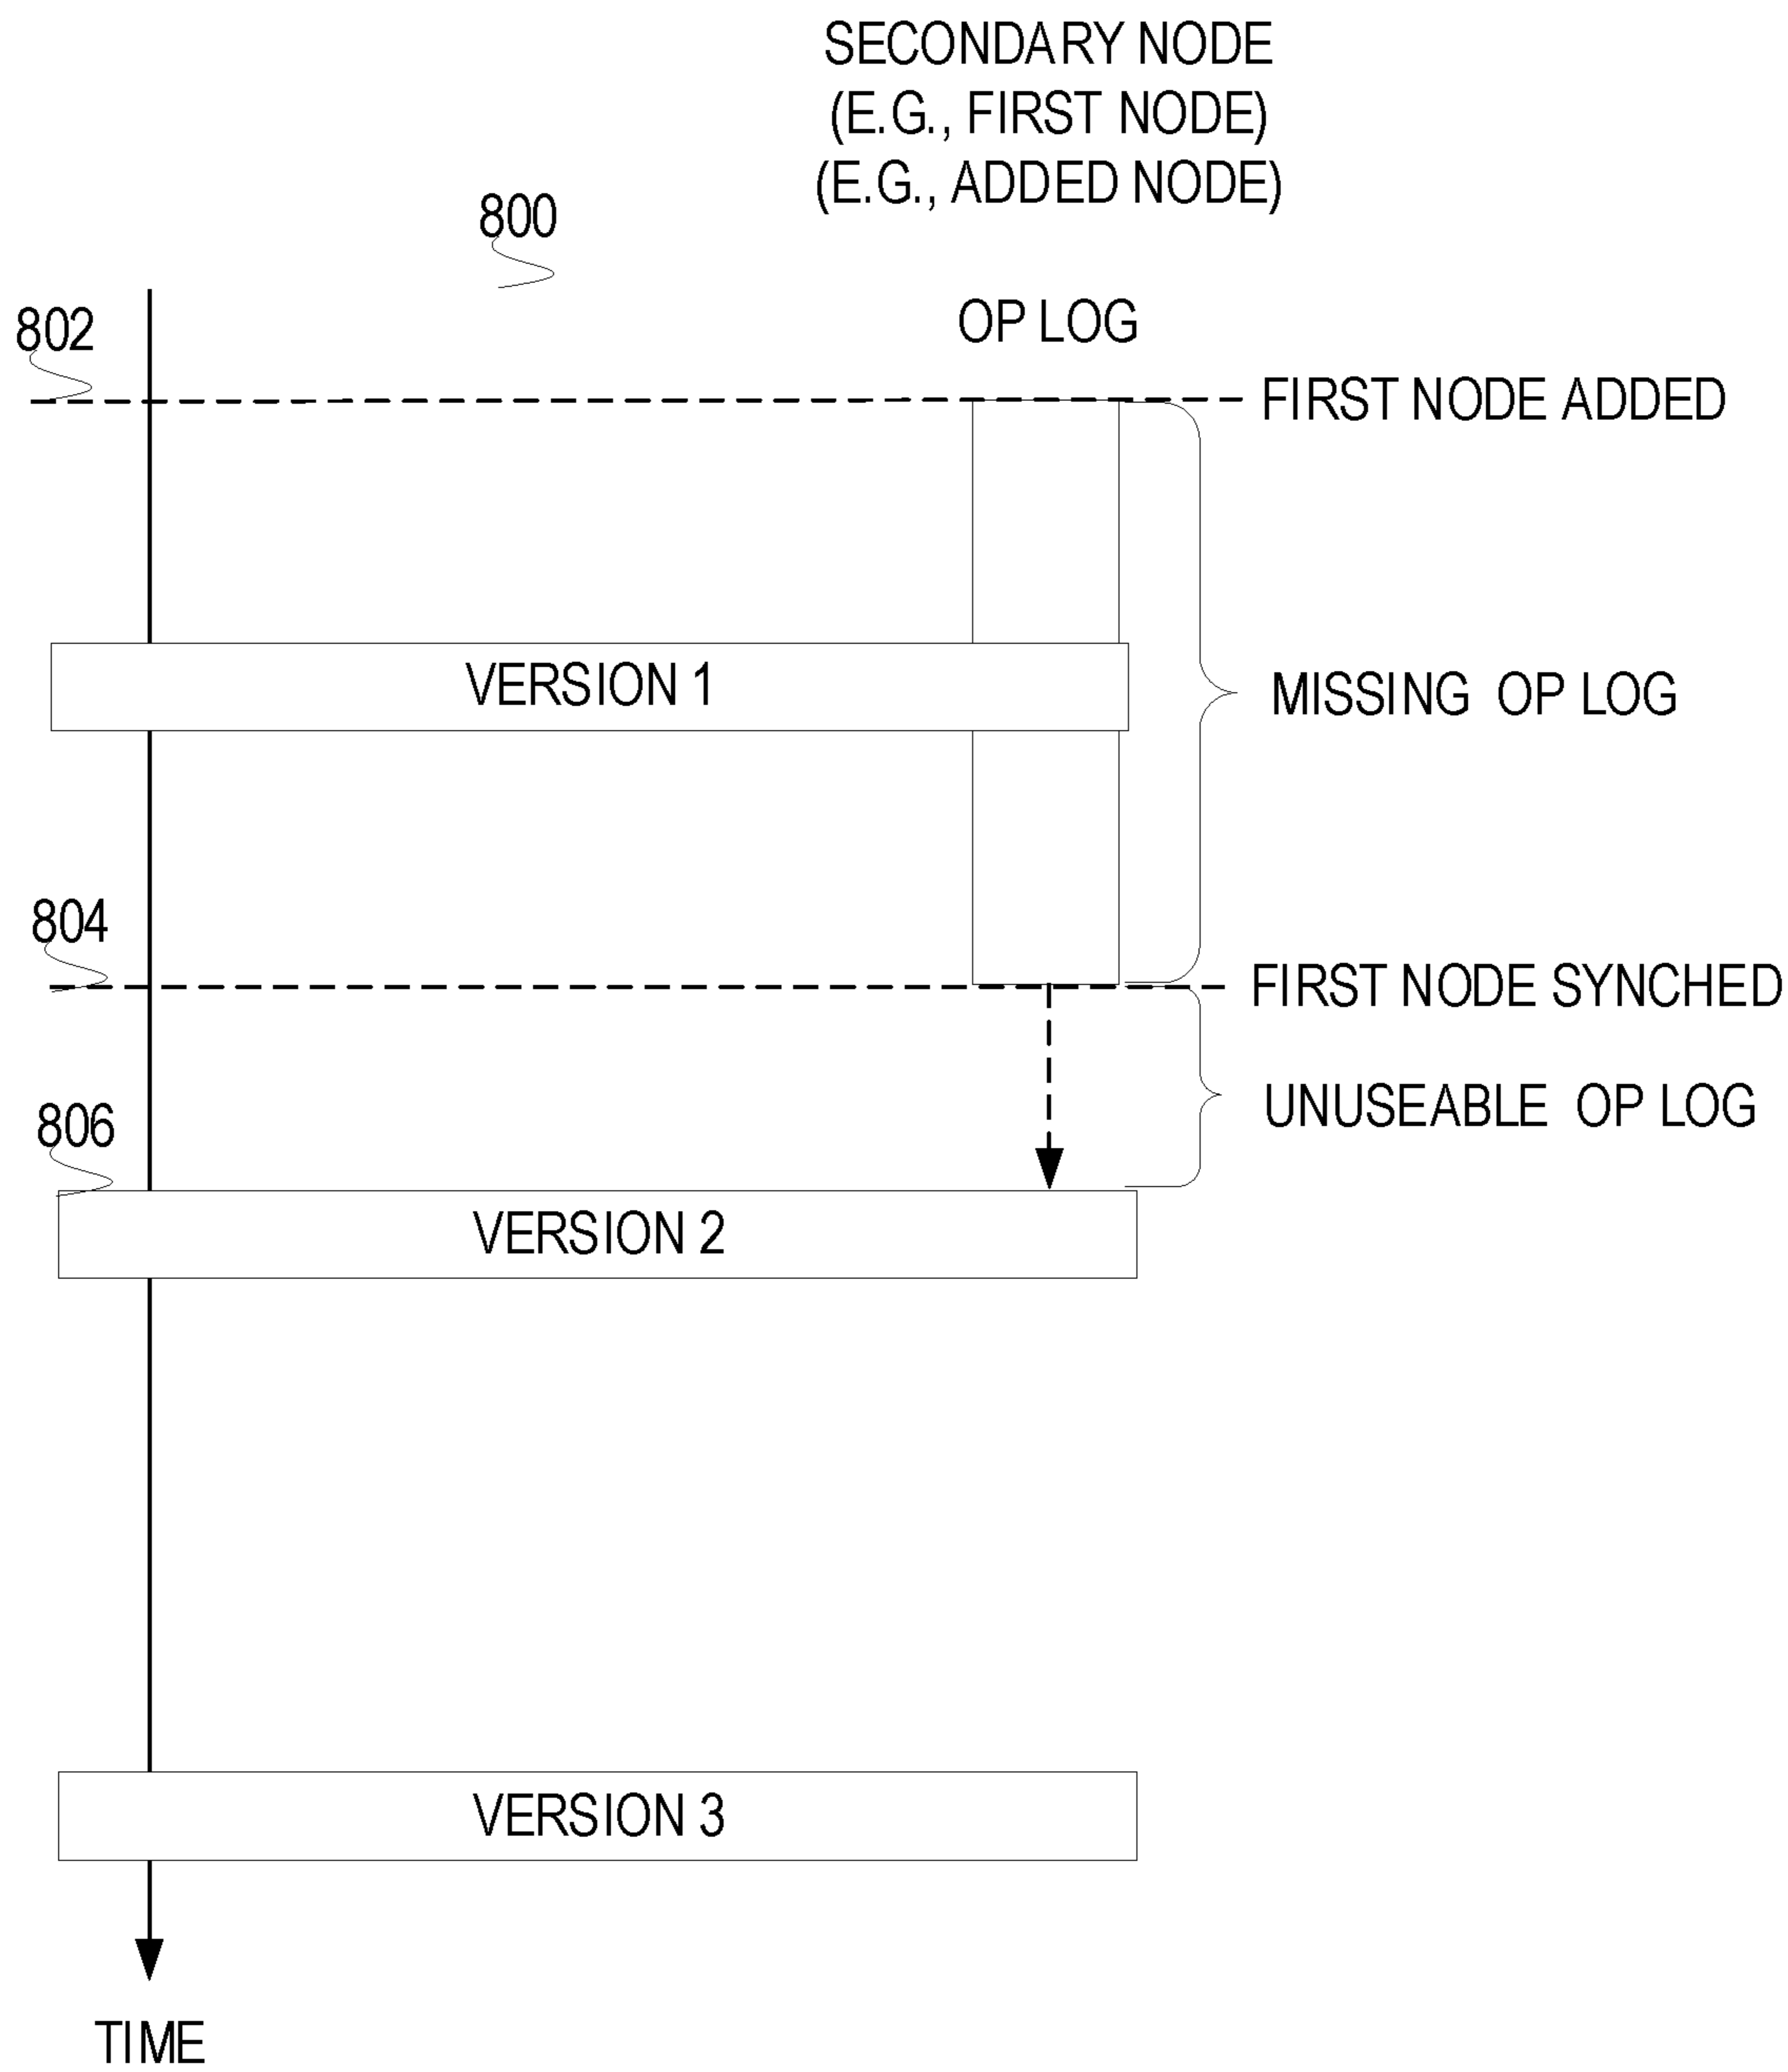 SECONDARY NODE
(E.G., FIRST NODE)
(E.G., ADDED NODE)
800
802
OP LOG
FIRST NODE ADDED
VERSION 1
MISSING OP LOG
804
FIRST NODE SYNCHED
UNUSEABLE OP LOG
806
VERSION 2
VERSION 3
TIME